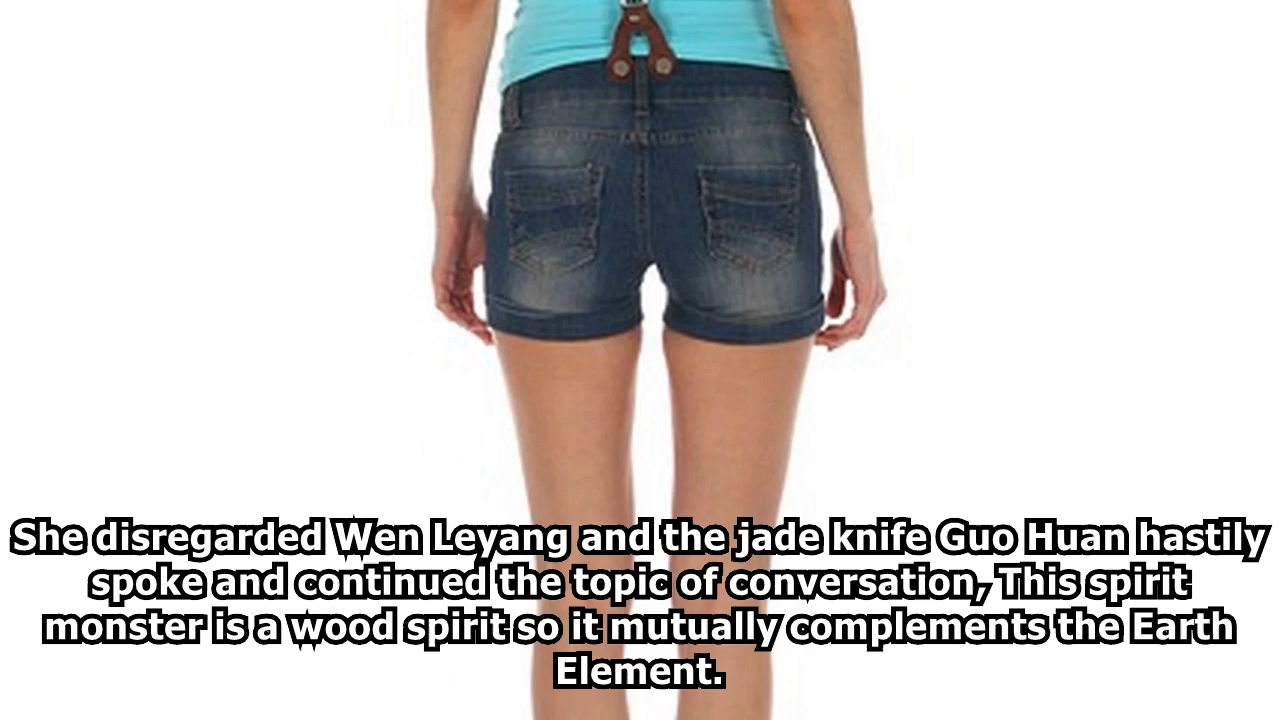 She disregarded Wen Leyang and the jade knife Guo Huan hastily
spoke and continued the topic of conversation, This spirit
monster is a wood spirit so it mutually complements the Earth
Element.